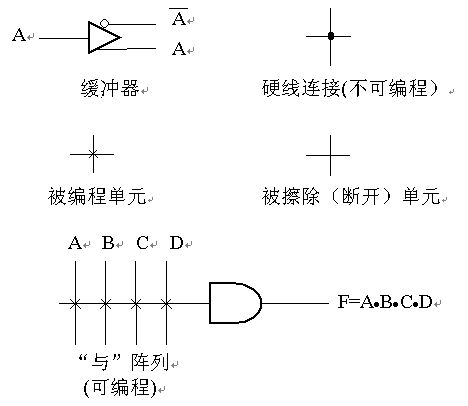 A
A̅
A
缓冲器
硬线连接(不可编程）
被编程单元
被擦除（断开）单元
A B C D
F=A•B•C•D
“与”阵列
(可编程)